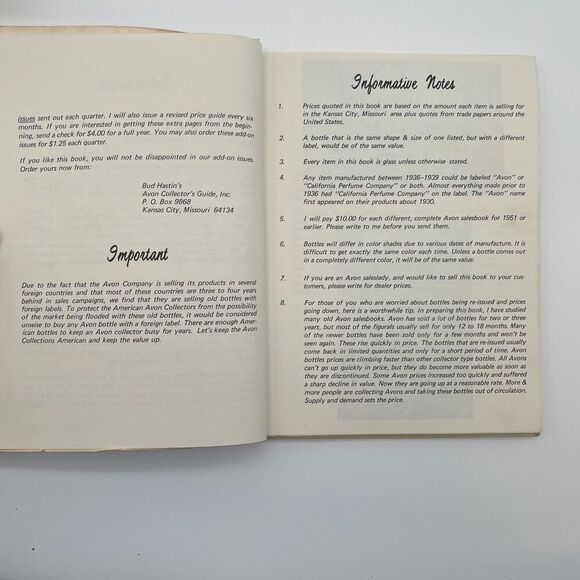 issues sent out each quarter. I will also issue a revised price guide every six
months. If you are interested in getting these extra pages from the begin-
ning, send a check for $4.00 for a full year. You may also order these add-on
issues for $1.25 each quarter.
If you like this book, you will not be disappointed in our add-on issues.
Order yours now from:
Bud Hastin's
Avon Collector's Guide, Inc.
P. O. Box 9868
Kansas City, Missouri 64134
Important
Due to the fact that the Avon Company is selling its products in several
foreign countries and that most of these countries are three to four years
behind in sales campaigns, we find that they are selling old bottles with
foreign labels. To protect the American Avon Collectors from the possibility
of the market being flooded with these old bottles, it would be considered
unwise to buy any Avon bottle with a foreign label. There are enough Amer-
ican bottles to keep an Avon collector busy for years. Let's keep the Avon
Collections American and keep the value up.
Informative Notes
1. Prices quoted in this book are based on the amount each item is selling for
in the Kansas City, Missouri area plus quotes from trade papers around the
United States.
2. A bottle that is the same shape & size of one listed, but with a different
label, would be of the same value.
3. Every item in this book is glass unless otherwise stated.
4. Any item manufactured between 1936-1939 could be labeled "Avon" or
"California Perfume Company" or both. Almost everything made prior to
1936 had "California Perfume Company" on the label. The "Avon" name
first appeared on their products about 1930.
5. I will pay $10.00 for each different, complete Avon salesbook for 1951 or
earlier. Please write to me before you send them.
6. Bottles will differ in color shades due to various dates of manufacture. It is
difficult to get exactly the same color each time. Unless a bottle comes out
in a completely different color, it will be of the same value.
7. If you are an Avon saleslady, and would like to sell this book to your cus-
tomers, please write for dealer prices.
8. For those of you who are worried about bottles being re-issued and prices
going down, here is a worthwhile tip. In preparing this book, I have studied
many old Avon salesbooks. Avon has sold a lot of bottles for two or three
years, but most of the figurals usually sell for only 12 to 18 months. Many
of the newer bottles have been sold only for a few months and won't be
seen again. These rise quickly in price. The bottles that are re-issued usually
come back in limited quantities and only for a short period of time. Avon
bottles prices are climbing faster than other collector type bottles. All Avons
can't go up quickly in price, but they do become more valuable as soon as
they are discontinued. Some Avon prices increased too quickly and suffered
a sharp decline in value. Now they are going up at a reasonable rate. More &
more people are collecting Avons and taking these bottles out of circulation.
Supply and demand sets the price.